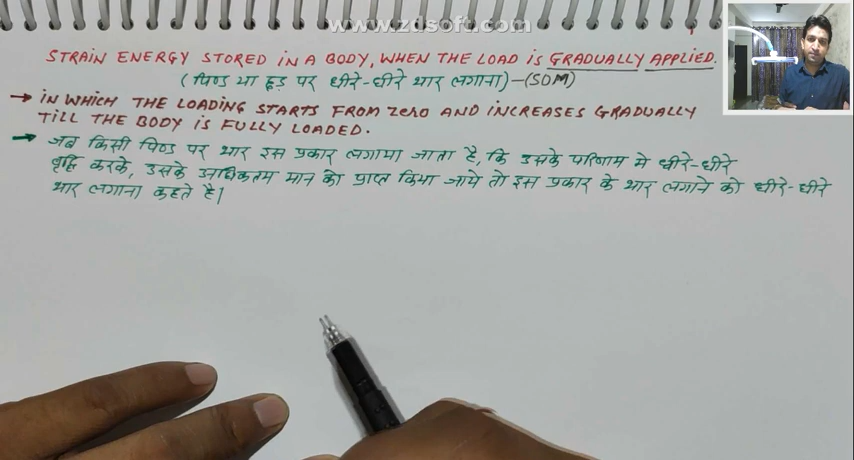 www.zdsoft.com
STRAIN ENERGY STORED IN A BODY, WHEN THE LOAD IS GRADUALLY APPLIED.
(पिण्ड या छड़ पर धीरे-धीरे भार लगाना)-(SOM)
→ IN WHICH THE LOADING STARTS FROM ZerO AND INCREASES GRADUALLY
TILL THE BODY IS FULLY LOADED.
→ जब किसी पिण्ड पर भार इस प्रकार लगाया जाता है, कि उसके परिणाम मे धीरे-धीरे
वृद्धि करके, उसके अधिकतम मान को प्राप्त किया जाये तो इस प्रकार के भार लगाने को धीरे-धीरे
भार लगाना कहते है।